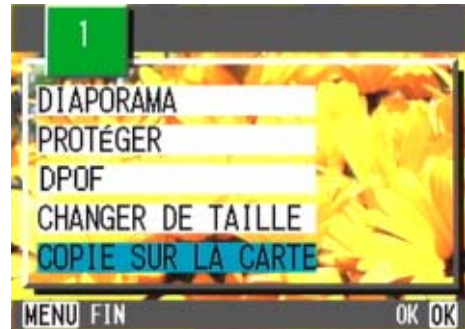 1
DIAPORAMA
PROTÉGER
DPOF
CHANGER DE TAILLE
COPIE SUR LA CARTE
MENU FIN OK OK